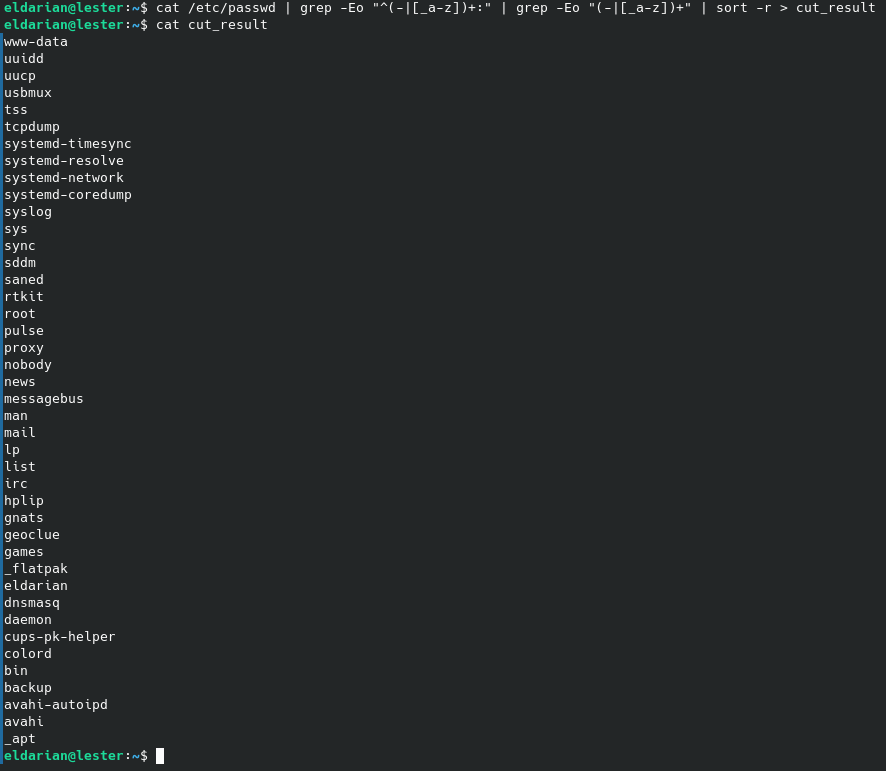 eldarian@lester:~$ cat /etc/passwd | grep -Eo "^(-|[_a-z])+:" | grep -Eo "(-|[_a-z])+" | sort -r > cut_result
eldarian@lester:~$ cat cut_result
www-data
uuidd
uucp
usbmux
tss
tcpdump
systemd-timesync
systemd-resolve
systemd-network
systemd-coredump
syslog
sys
sync
sddm
saned
rtkit
root
pulse
proxy
nobody
news
messagebus
man
mail
lp
list
irc
hplip
gnats
geoclue
games
_flatpak
eldarian
dnsmasq
daemon
cups-pk-helper
colord
bin
backup
avahi-autoipd
avahi
_apt
eldarian@lester:~$